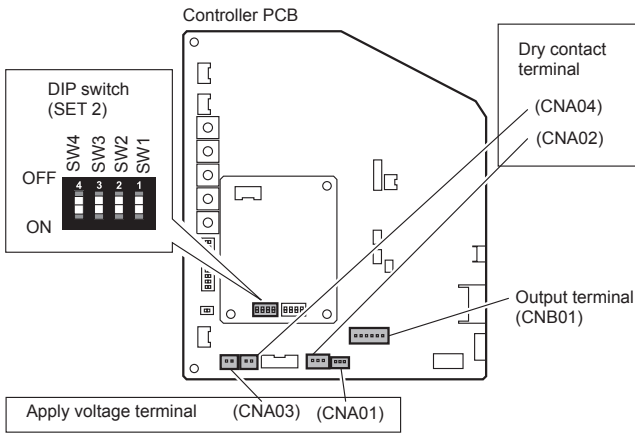 Controller PCB
DIP switch
(SET 2)
SW4
SW3
SW2
SW1
OFF
4 3 2 1
ON
Dry contact
terminal
(CNA04)
(CNA02)
Output terminal
(CNB01)
Apply voltage terminal (CNA03) (CNA01)